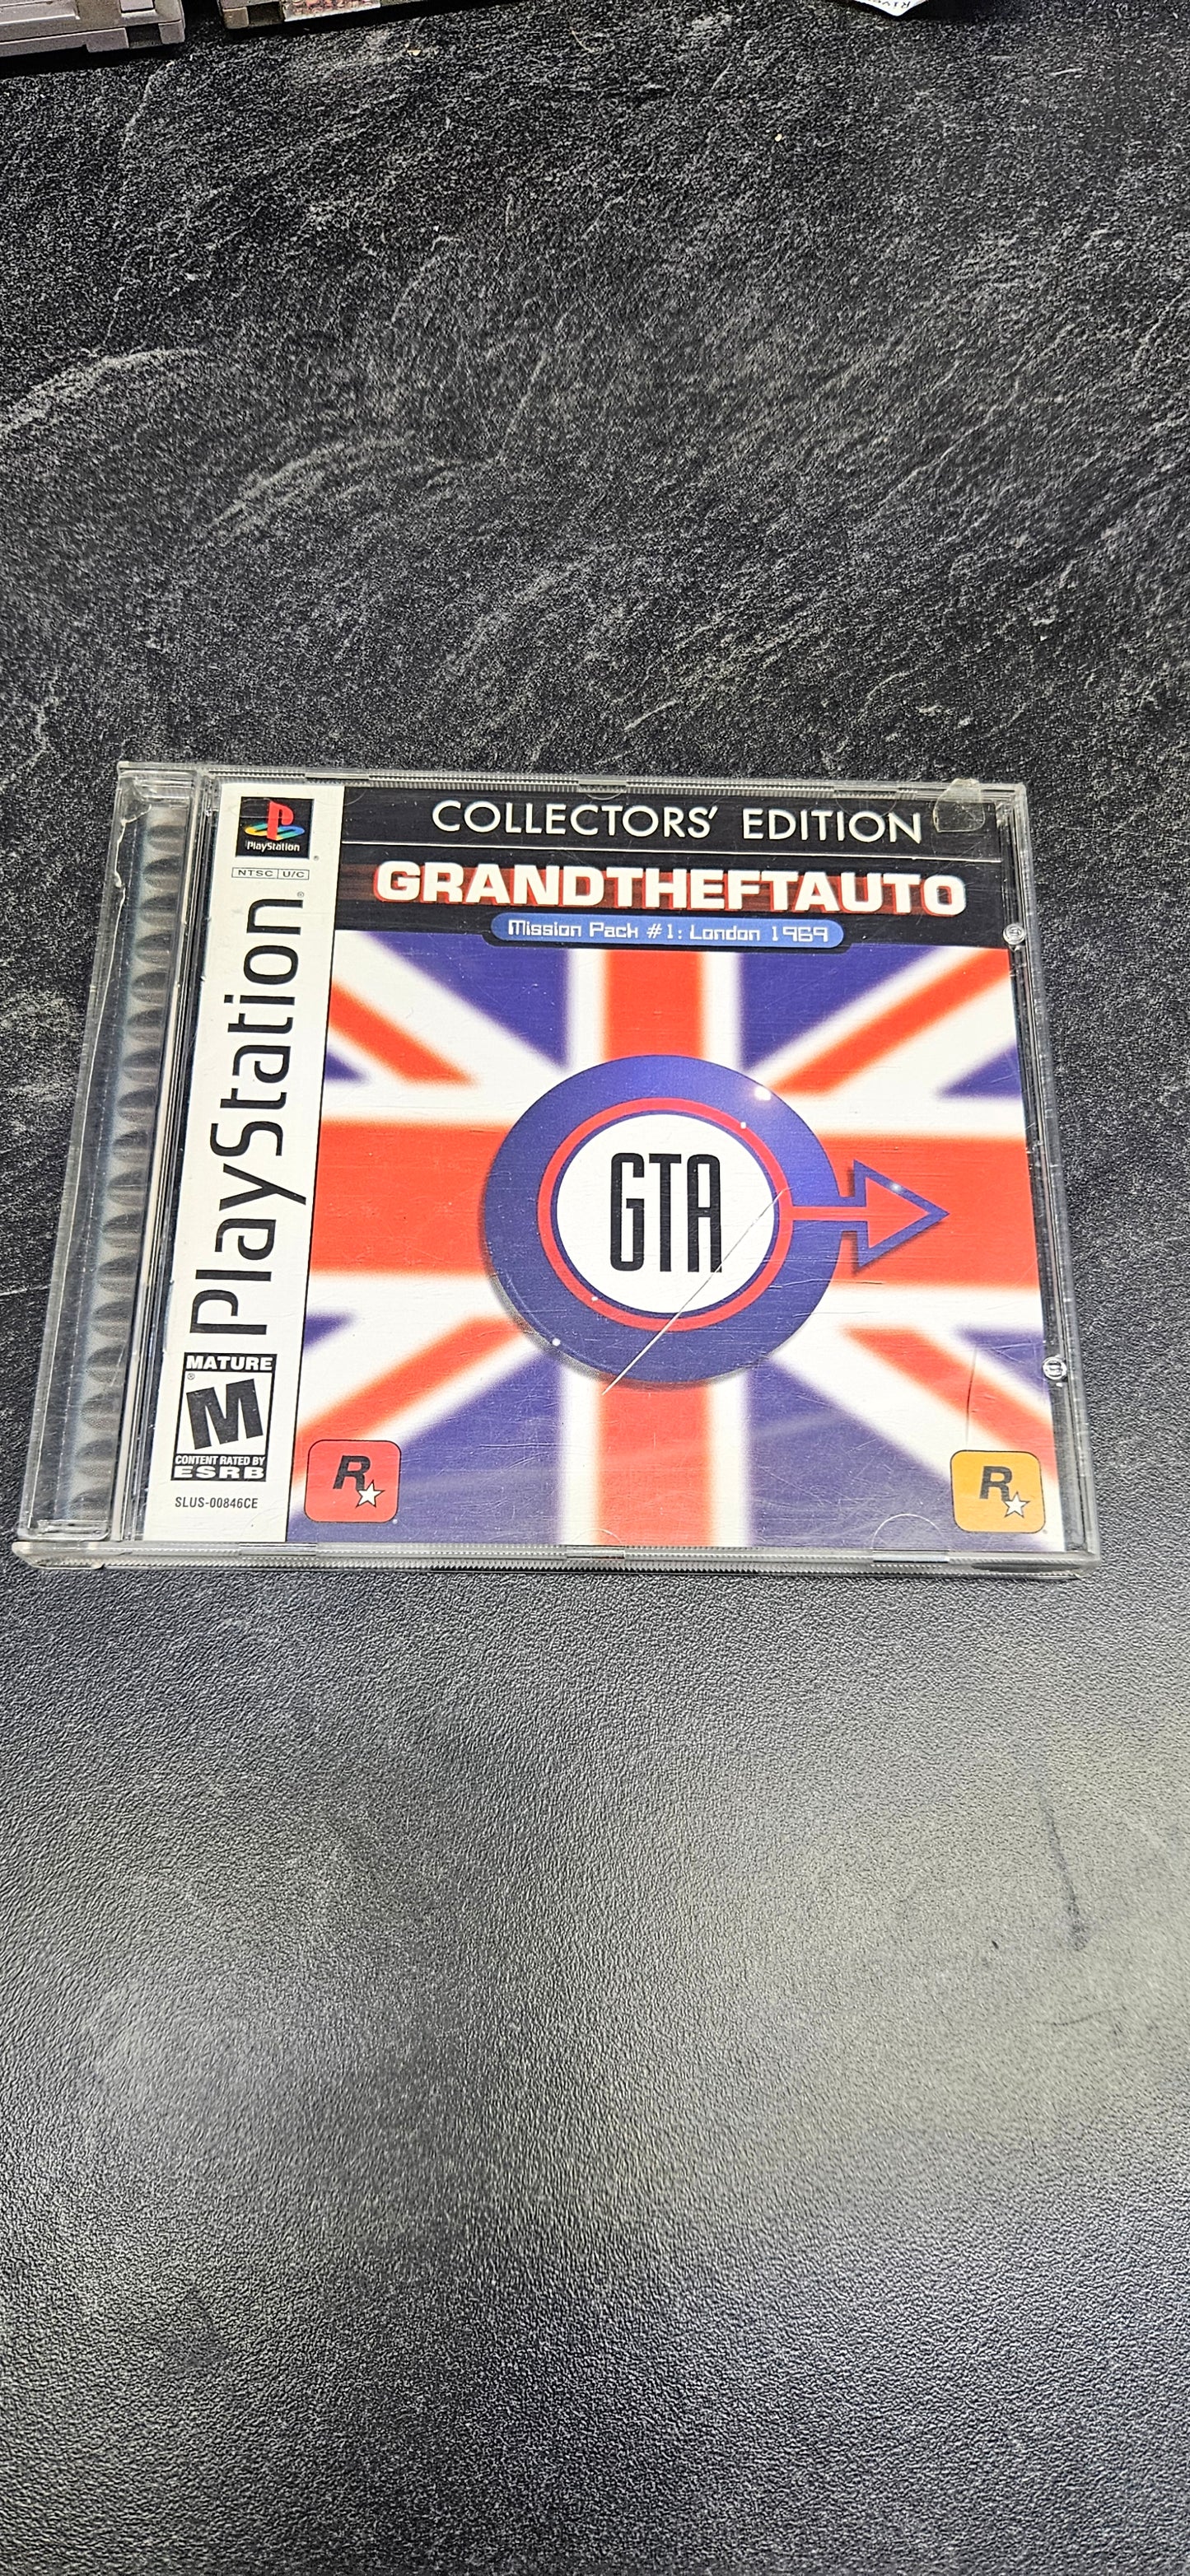 PlayStation
NTSC U/C
PlayStation
MATURE
M
CONTENT RATED BY
ESRB
SLUS-00846CE
COLLECTORS' EDITION
GRANDTHEFTAUTO
Mission Pack #1: London 1969
GTA
R
R